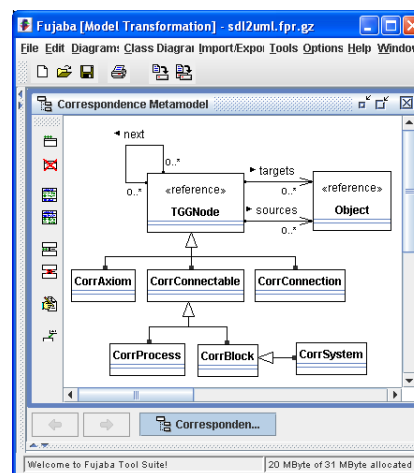 Fujaba [Model Transformation] - sdl2uml.fpr.gz
File Edit Diagrams Class Diagrar Import/Expor Tools Options Help Window
Correspondence Metamodel
next
0..*
0..*
«reference»
TGGNode
targets
0..*
sources
0..*
«reference»
Object
CorrAxiom
CorrConnectable
CorrConnection
CorrProcess
CorrBlock
CorrSystem
Corresponden...
Welcome to Fujaba Tool Suite!
20 MByte of 31 MByte allocated